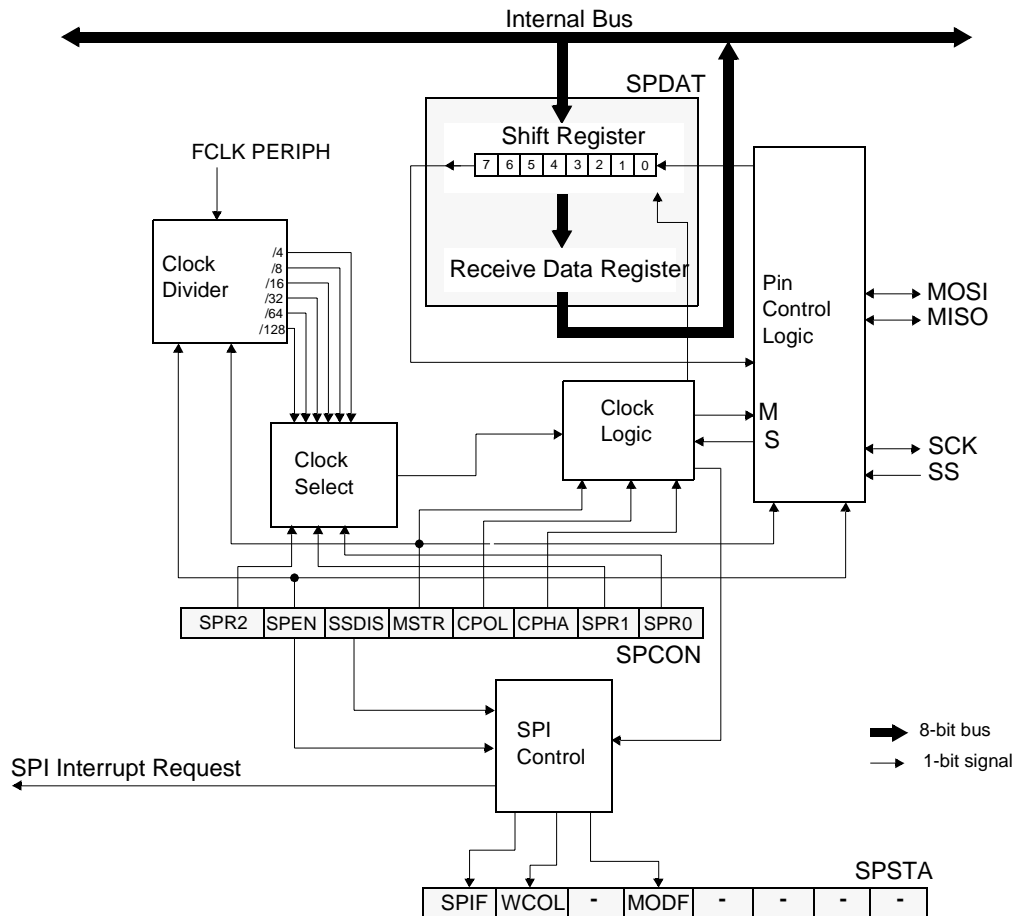 Internal Bus
SPDAT
Shift Register
7 6 5 4 3 2 1 0
FCLK PERIPH
Clock
Divider
/4
/8
/16
/32
/64
/128
Receive Data Register
Pin
Control
Logic
MOSI
MISO
Clock
Logic
M
S
SCK
SS
Clock
Select
SPR2 SPEN SSDIS MSTR CPOL CPHA SPR1 SPR0
SPCON
SPI
Control
8-bit bus
1-bit signal
SPI Interrupt Request
SPSTA
SPIF WCOL - MODF - - - -